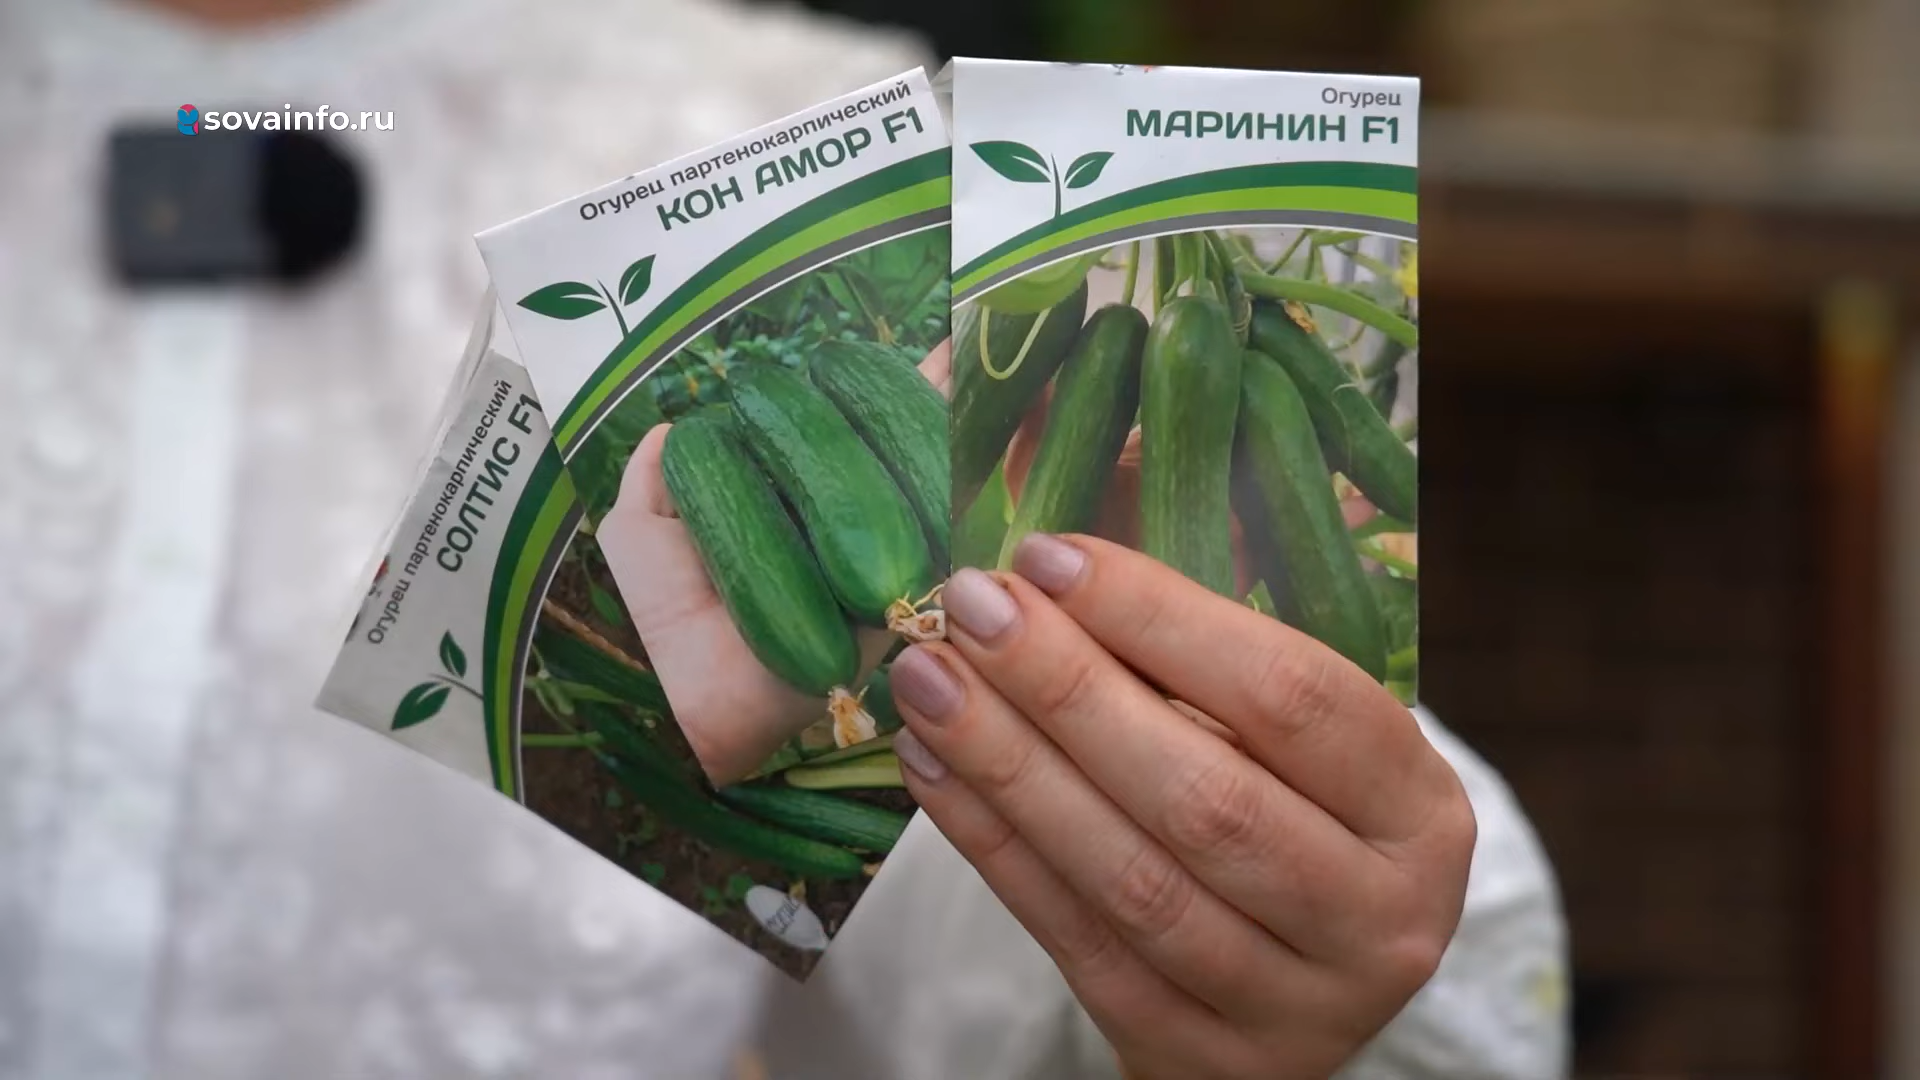 sovainfo.ru
Огурец партенокарпический
СОЛТИС F1
Огурец партенокарпический
КОН АМОР F1
Огурец
МАРИНИН F1